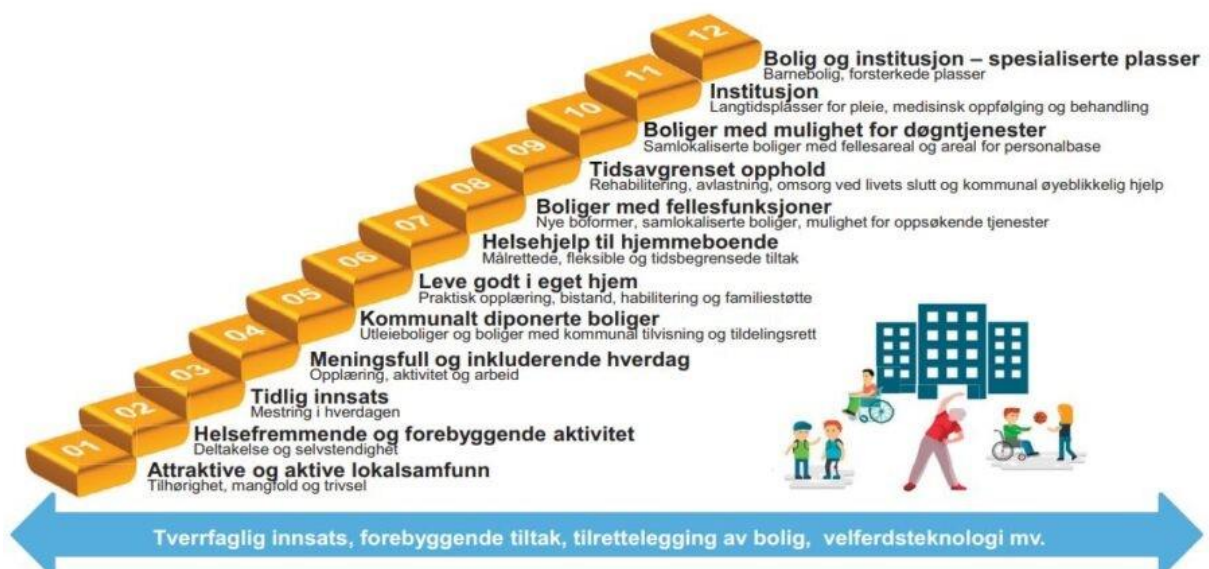 12
Bolig og institusjon – spesialiserte plasser
Barnebolig, forsterkede plasser
11
Institusjon
Langtidsplasser for pleie, medisinsk oppfølging og behandling
10
Boliger med mulighet for døgntjenester
Samlokaliserte boliger med fellesareal og areal for personalbase
09
Tidsavgrenset opphold
Rehabilitering, avlastning, omsorg ved livets slutt og kommunal øyeblikkelig hjelp
08
Boliger med fellesfunksjoner
Nye boformer, samlokaliserte boliger, mulighet for oppsøkende tjenester
07
Helsehjelp til hjemmeboende
Målrettede, fleksible og tidsbegrensede tiltak
06
Leve godt i eget hjem
Praktisk opplæring, bistand, habilitering og familiestøtte
05
Kommunalt diponerte boliger
Utleieboliger og boliger med kommunal tilvisning og tildelingsrett
04
Meningsfull og inkluderende hverdag
Opplæring, aktivitet og arbeid
03
Tidlig innsats
Mestring i hverdagen
02
Helsefremmende og forebyggende aktivitet
Deltakelse og selvstendighet
01
Attraktive og aktive lokalsamfunn
Tilhørighet, mangfold og trivsel
Tverrfaglig innsats, forebyggende tiltak, tilrettelegging av bolig, velferdsteknologi mv.